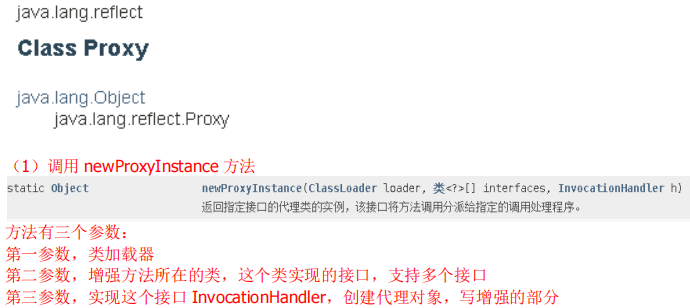 java.lang.reflect
Class Proxy
java.lang.Object
java.lang.reflect.Proxy
（1）调用 newProxyInstance 方法
static Object newProxyInstance(ClassLoader loader, 类<?>[] interfaces, InvocationHandler h)
返回指定接口的代理类的实例，该接口将方法调用分派给指定的调用处理程序。
方法有三个参数：
第一参数，类加载器
第二参数，增强方法所在的类，这个类实现的接口，支持多个接口
第三参数，实现这个接口 InvocationHandler，创建代理对象，写增强的部分